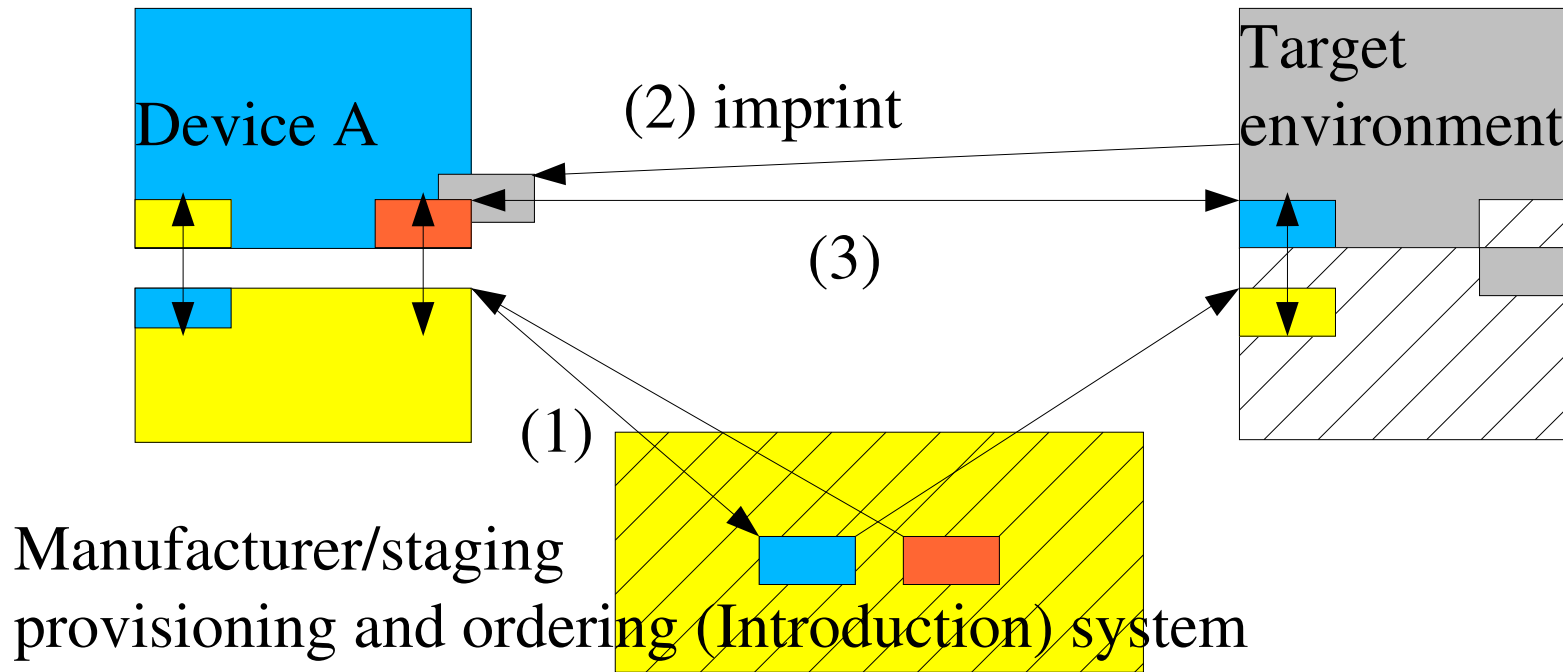 Target
environment
Device A
(2) imprint
(3)
(1)
Manufacturer/staging
provisioning and ordering (Introduction) system